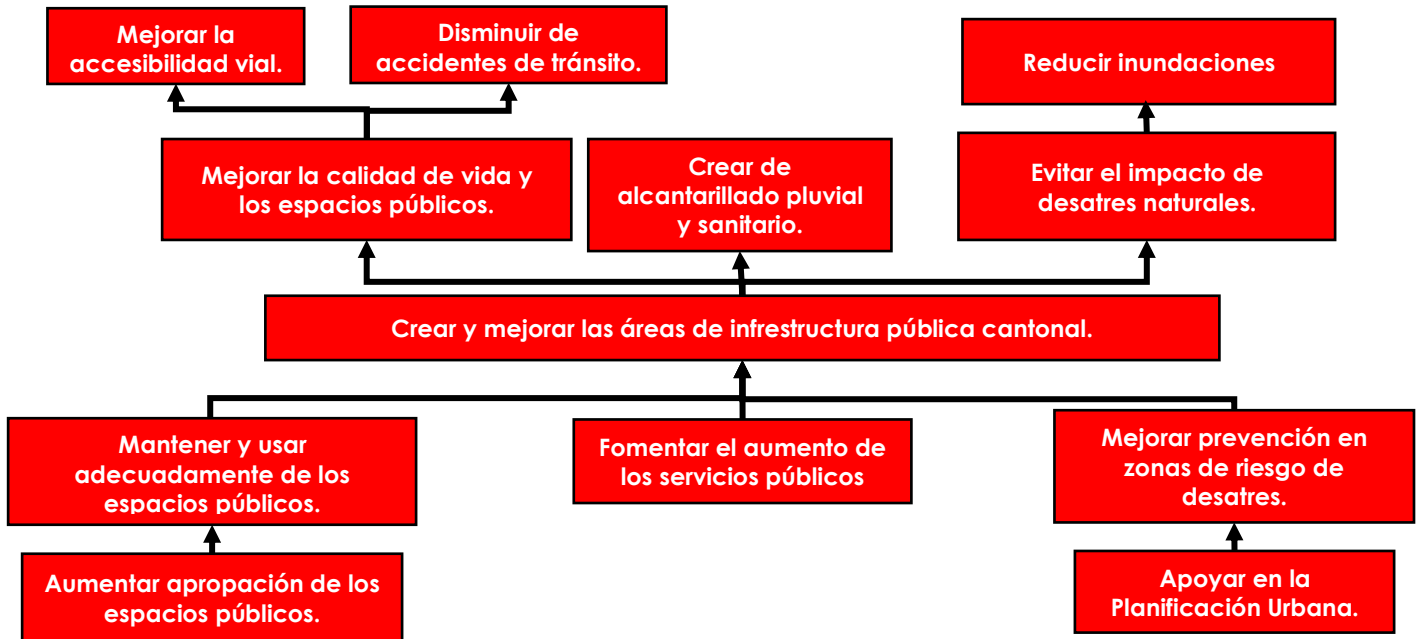 Mejorar la
accesibilidad vial.
Disminuir de
accidentes de tránsito.
Reducir inundaciones
Mejorar la calidad de vida y
los espacios públicos.
Crear de
alcantarillado pluvial
y sanitario.
Evitar el impacto de
desatres naturales.
Crear y mejorar las áreas de infrestructura pública cantonal.
Mantener y usar
adecuadamente de los
espacios públicos.
Fomentar el aumento de
los servicios públicos
Mejorar prevención en
zonas de riesgo de
desatres.
Aumentar apropación de los
espacios públicos.
Apoyar en la
Planificación Urbana.